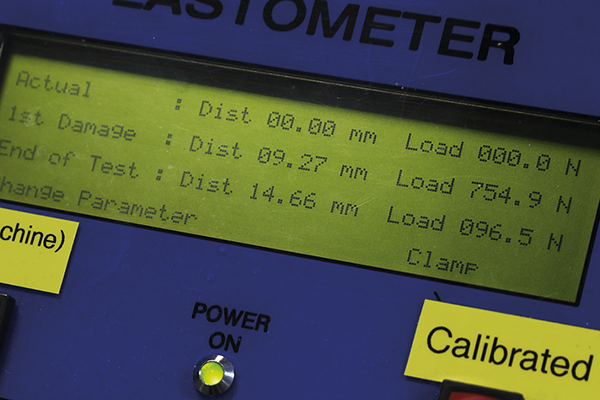 LASTOMETER
Actual : Dist 00.00 mm Load 000.0 N
1st Damage : Dist 09.27 mm Load 754.9 N
End of Test : Dist 14.66 mm Load 096.5 N
hange Parameter Clamp
chine)
POWER
ON
Calibrated